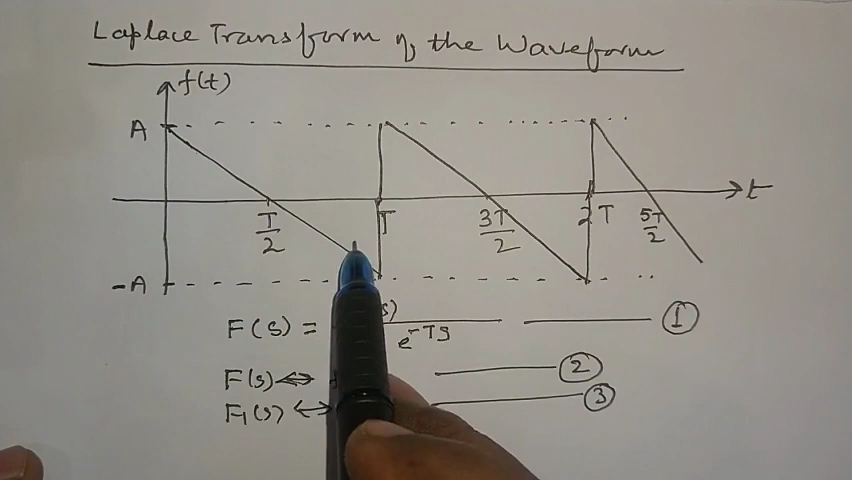 Laplace Transform of the Waveform
f(t)
A
t
T/2 T 3T/2 2T 5T/2
-A
F(s) = s) ①
e^-Ts
F(s) ⟺ ②
F₁(s) ⟺ ③